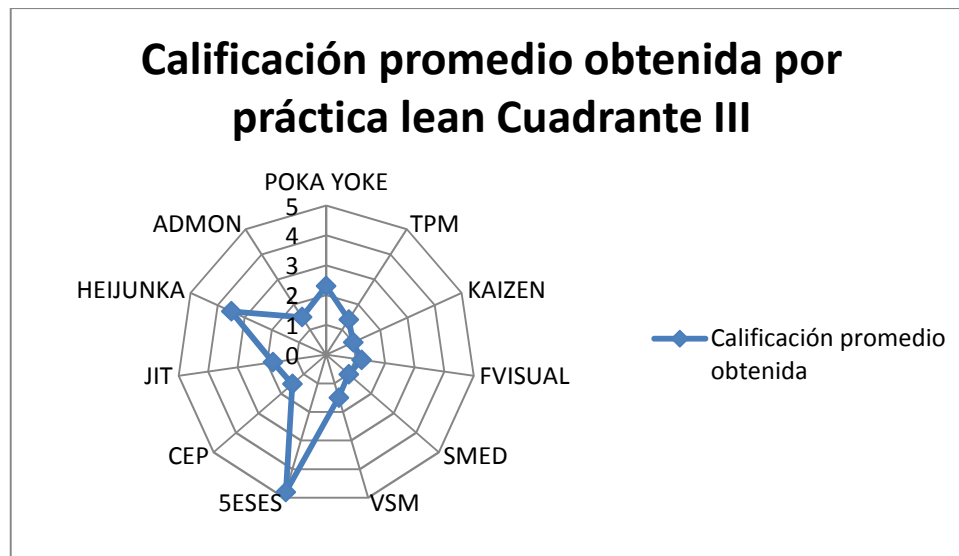 Calificación promedio obtenida por
práctica lean Cuadrante III
POKA YOKE
TPM
KAIZEN
FVISUAL
SMED
VSM
5ESES
CEP
JIT
HEIJUNKA
ADMON
5
4
3
2
1
0
Calificación promedio
obtenida